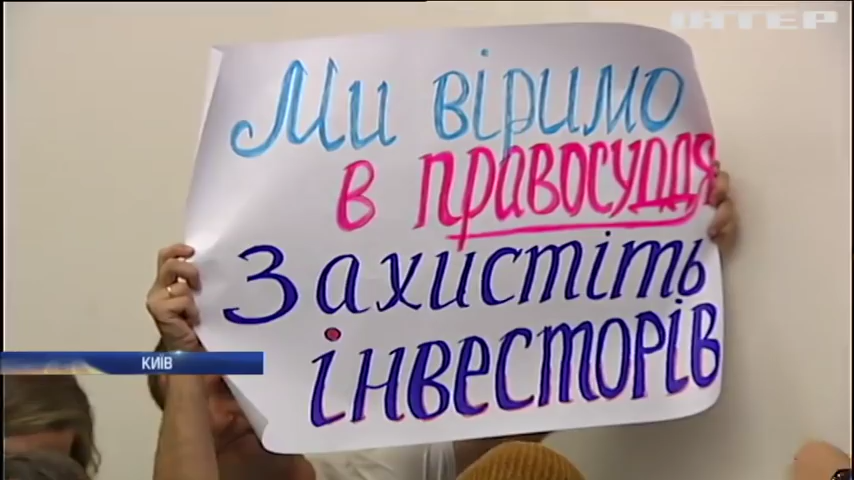 ІНТЕР
Ми віримо
в правосуддя
Захистіть
інвесторів
КИЇВ